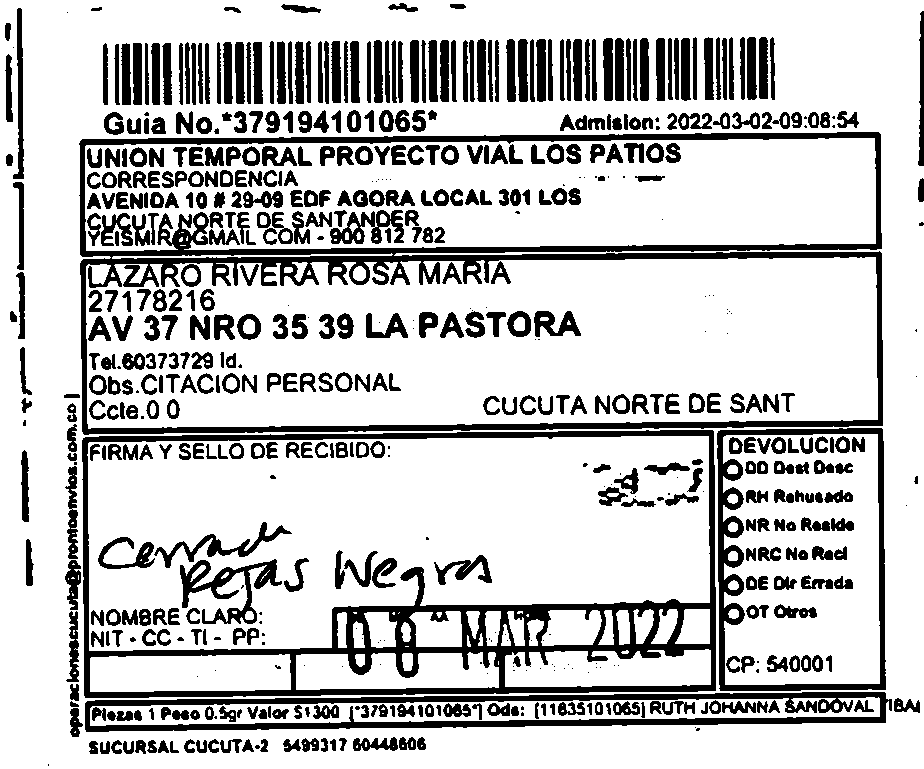 Guia No.*379194101065*
Admision: 2022-03-02-09:08:54
UNION TEMPORAL PROYECTO VIAL LOS PATIOS
CORRESPONDENCIA
AVENIDA 10 # 29-09 EDF AGORA LOCAL 301 LOS
CUCUTA NORTE DE SANTANDER
YEISMIR@GMAIL COM - 900 812 782
LAZARO RIVERA ROSA MARIA
27178216
AV 37 NRO 35 39 LA PASTORA
Tel.60373729 Id.
Obs.CITACION PERSONAL
Ccte.0 0
CUCUTA NORTE DE SANT
operacionescucuta@prontoenvios.com.co |
FIRMA Y SELLO DE RECIBIDO:
Cerrada
Rejas Negras
NOMBRE CLARO:
NIT - CC - TI - PP:
08 MAR 2022
DEVOLUCION
DD Dest Desc
RH Rehusado
NR No Reside
NRC No Recl
DE Dir Errada
OT Otros
CP: 540001
Piezas 1 Peso 0.5gr Valor $1300 [*379194101065*] Ods: [11635101065] RUTH JOHANNA SANDOVAL TIBA
SUCURSAL CUCUTA-2 5499317 60448606